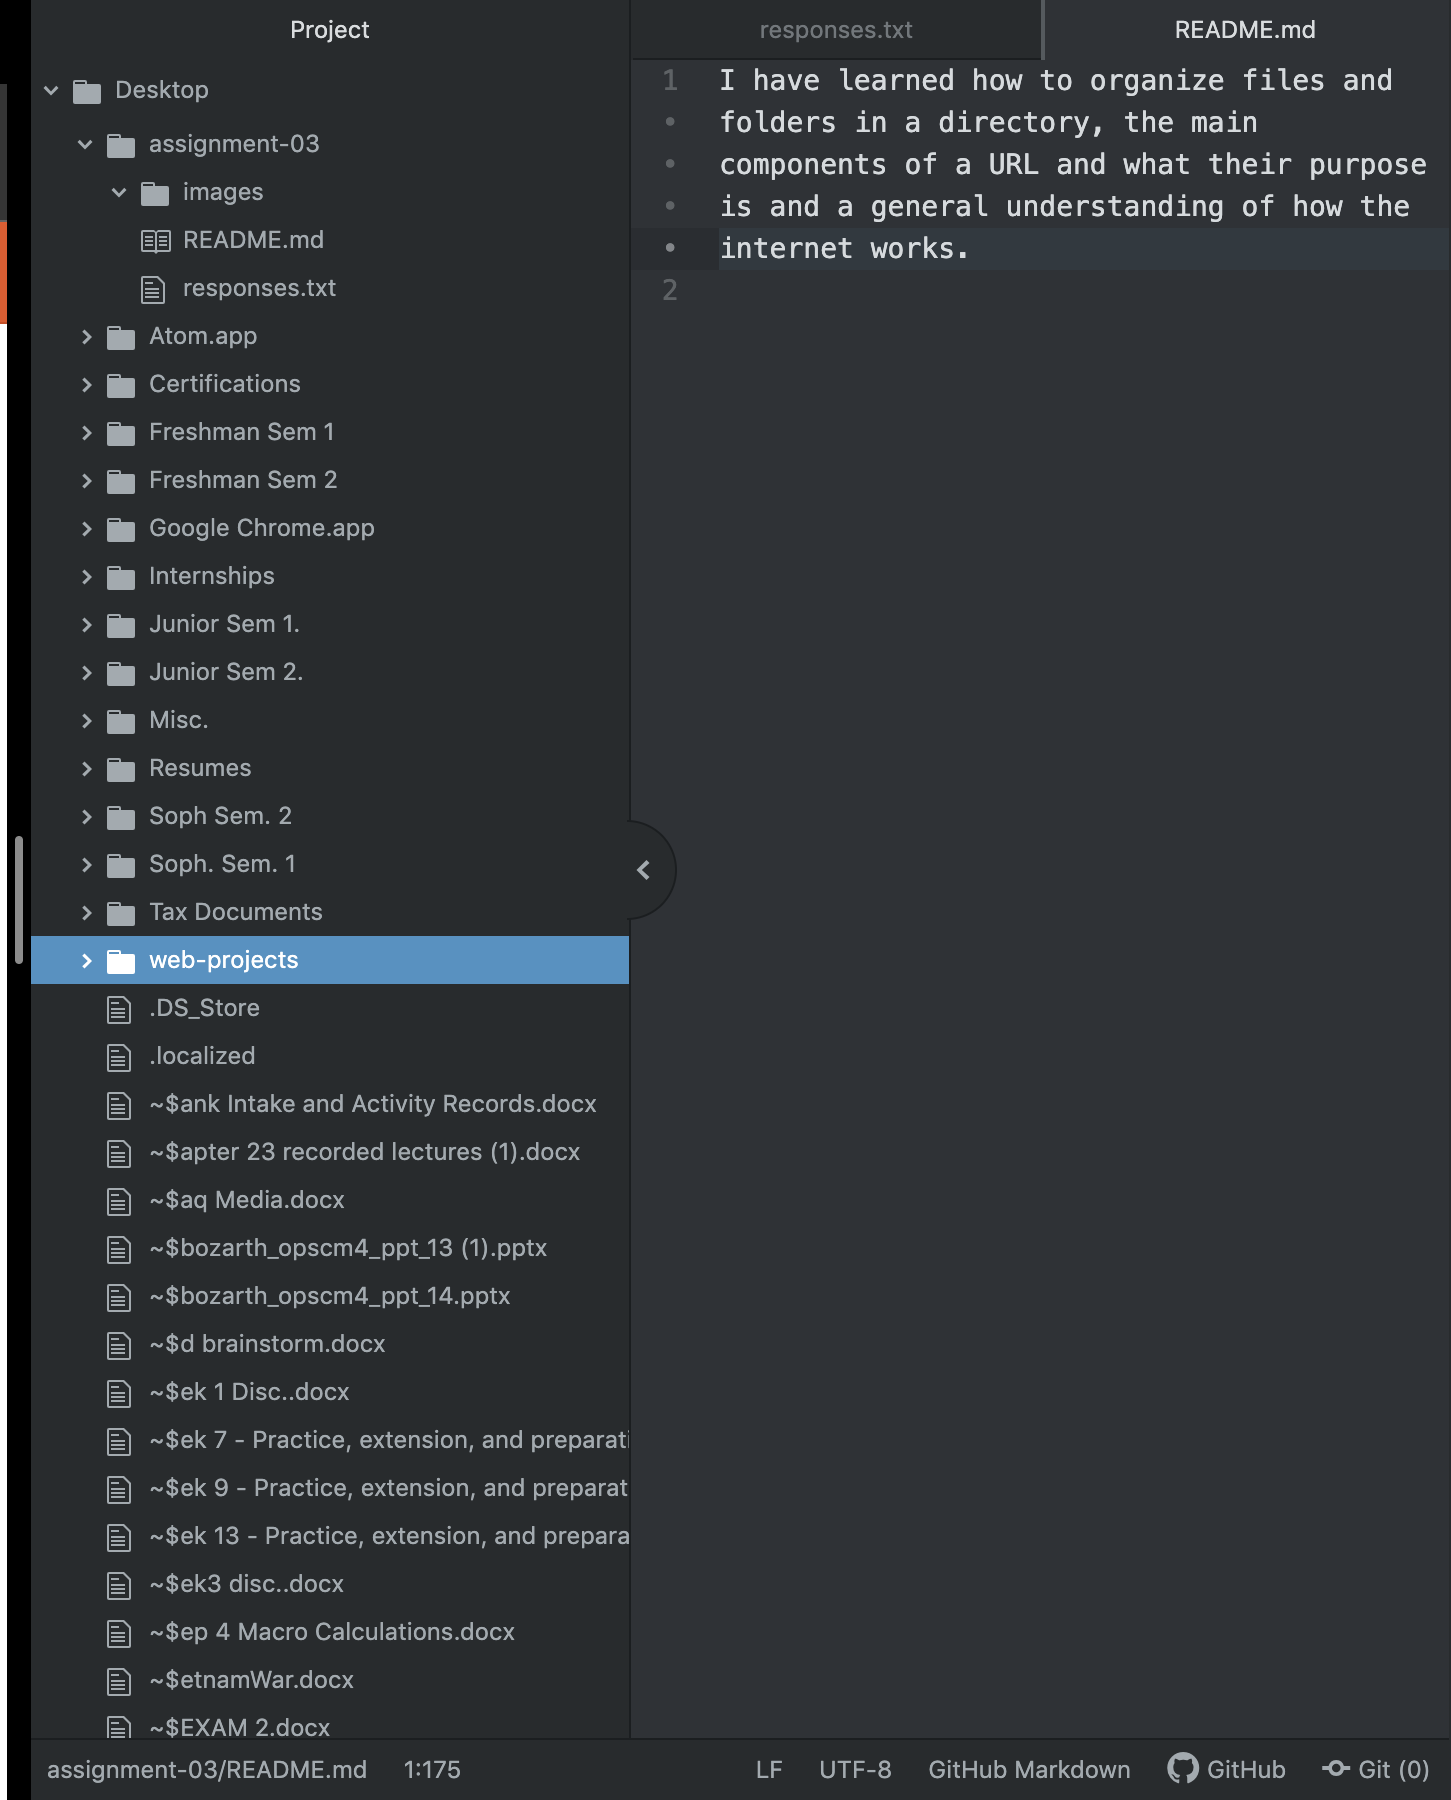 Project
Desktop
assignment-03
images
README.md
responses.txt
Atom.app
Certifications
Freshman Sem 1
Freshman Sem 2
Google Chrome.app
Internships
Junior Sem 1.
Junior Sem 2.
Misc.
Resumes
Soph Sem. 2
Soph. Sem. 1
Tax Documents
web-projects
.DS_Store
.localized
~$ank Intake and Activity Records.docx
~$apter 23 recorded lectures (1).docx
~$aq Media.docx
~$bozarth_opscm4_ppt_13 (1).pptx
~$bozarth_opscm4_ppt_14.pptx
~$d brainstorm.docx
~$ek 1 Disc..docx
~$ek 7 - Practice, extension, and preparati
~$ek 9 - Practice, extension, and preparat
~$ek 13 - Practice, extension, and prepara
~$ek3 disc..docx
~$ep 4 Macro Calculations.docx
~$etnamWar.docx
~$EXAM 2.docx
responses.txt README.md
1 I have learned how to organize files and
• folders in a directory, the main
• components of a URL and what their purpose
• is and a general understanding of how the
• internet works.
2
assignment-03/README.md 1:175 LF UTF-8 GitHub Markdown GitHub Git (0)